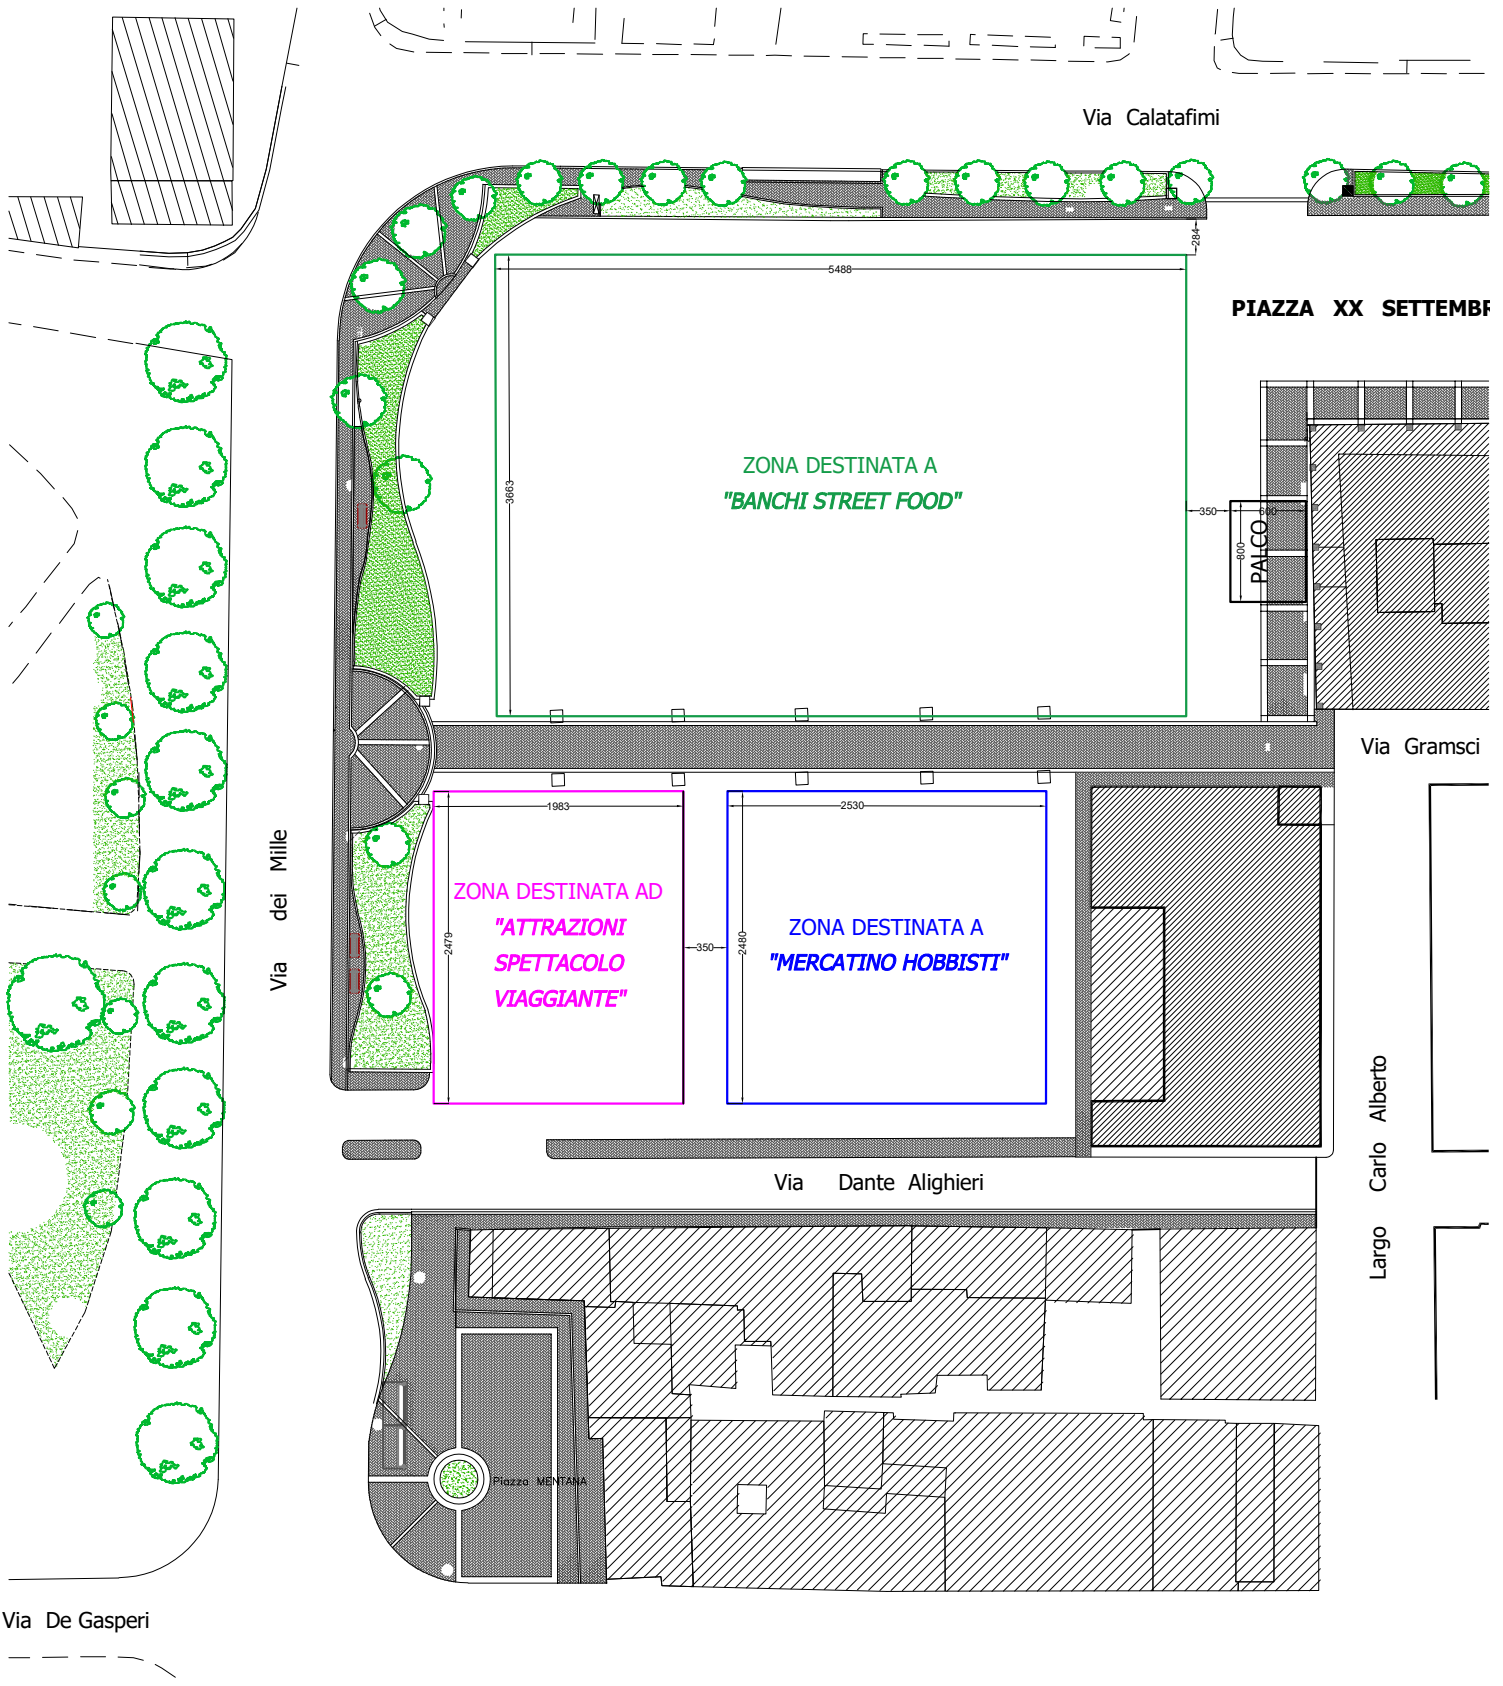 Via Calatafimi
284
5488
PIAZZA XX SETTEMBR
3663
ZONA DESTINATA A
"BANCHI STREET FOOD"
350
600
800
PALCO
Via Gramsci
1983
2530
Via dei Mille
ZONA DESTINATA AD
"ATTRAZIONI
SPETTACOLO
VIAGGIANTE"
2479
350
2480
ZONA DESTINATA A
"MERCATINO HOBBISTI"
Largo Carlo Alberto
Via Dante Alighieri
Piazza MENTANA
Via De Gasperi